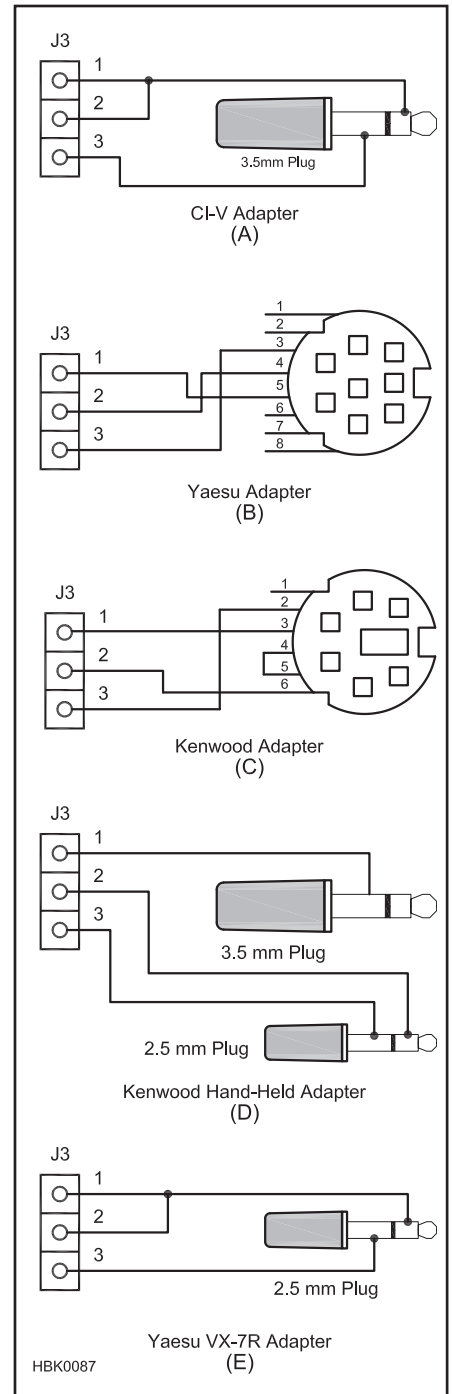 J3
1
2
3
3.5mm Plug
CI-V Adapter
(A)
J3
1
2
3
1
2
3
4
5
6
7
8
Yaesu Adapter
(B)
J3
1
2
3
1
2
3
4
5
6
Kenwood Adapter
(C)
J3
1
2
3
3.5 mm Plug
2.5 mm Plug
Kenwood Hand-Held Adapter
(D)
J3
1
2
3
2.5 mm Plug
Yaesu VX-7R Adapter
(E)
HBK0087